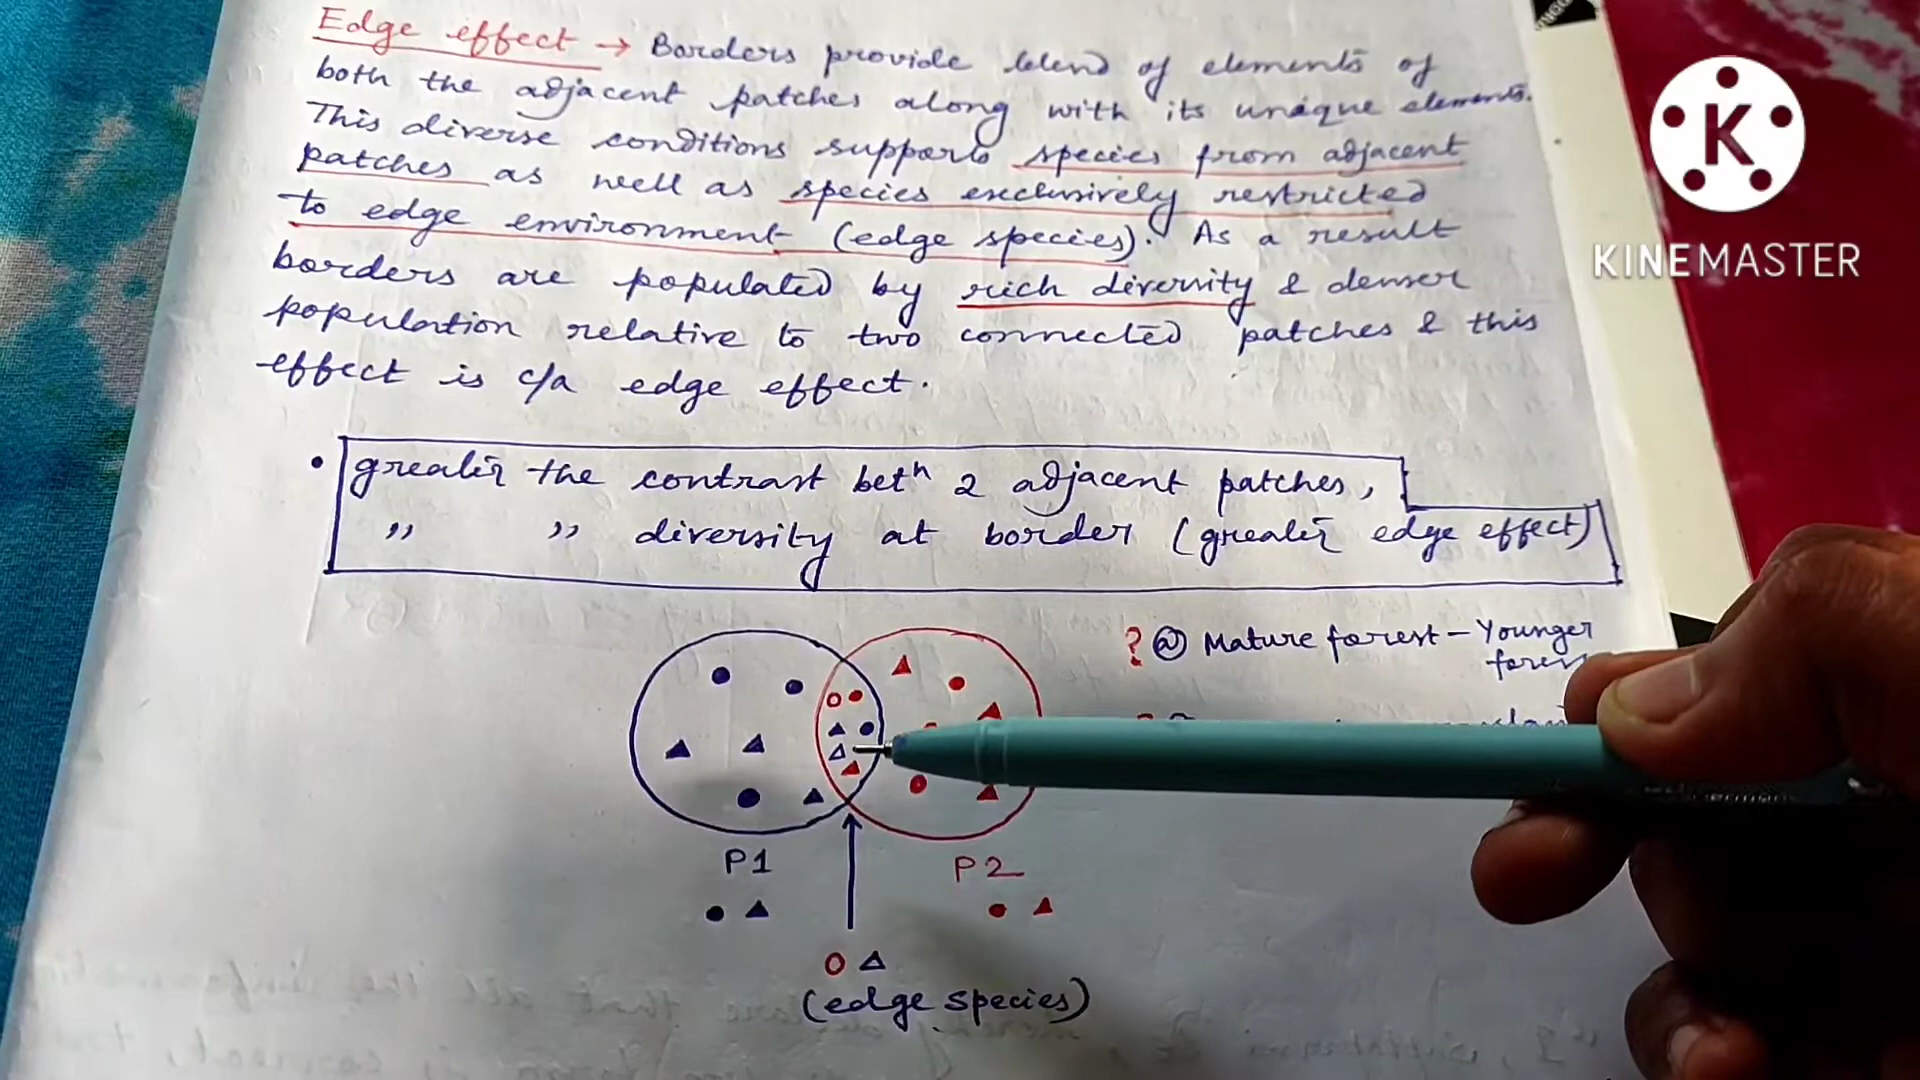 Edge effect → Borders provide blend of elements of
both the adjacent patches along with its unique elements.
This diverse conditions supports species from adjacent
patches as well as species exclusively restricted
to edge environment (edge species). As a result
borders are populated by rich diversity & denser
population relative to two connected patches & this
effect is c/a edge effect.
• greater the contrast betn 2 adjacent patches,
" " diversity at border (greater edge effect)
? @ Mature forest - Younger
P1
P2
(edge species)
K
KINEMASTER